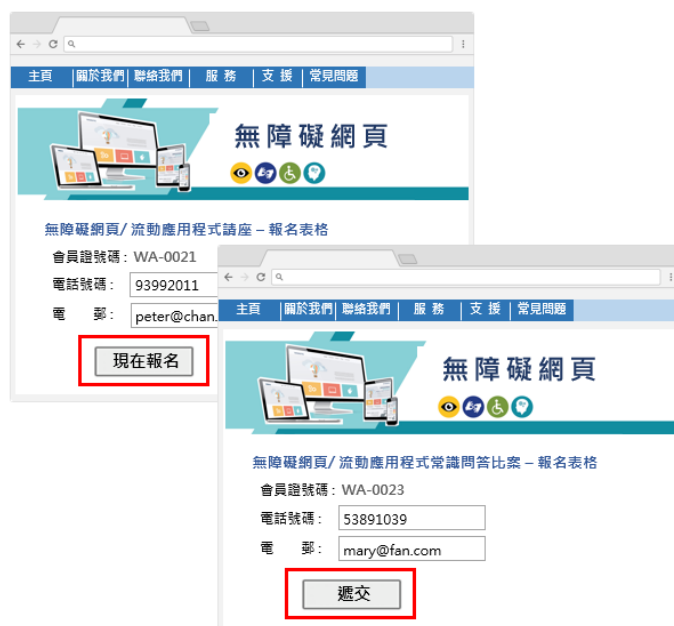 主頁 關於我們 聯絡我們 服務 支援 常見問題
無障礙網頁
無障礙網頁/ 流動應用程式講座 – 報名表格
會員證號碼 : WA-0021
電話號碼 : 93992011
電 郵 : peter@chan.
現在報名
主頁 關於我們 聯絡我們 服務 支援 常見問題
無障礙網頁
無障礙網頁/ 流動應用程式常識問答比案 – 報名表格
會員證號碼 : WA-0023
電話號碼 : 53891039
電 郵 : mary@fan.com
遞交